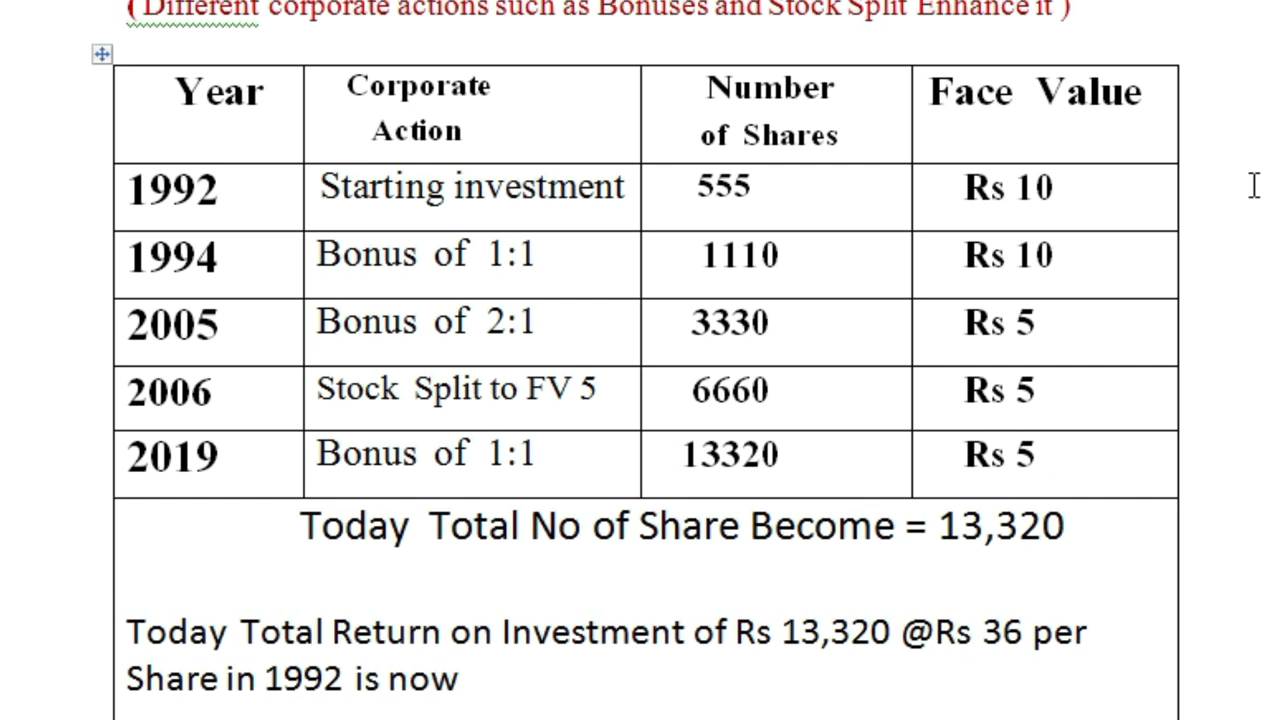 ( Different corporate actions such as Bonuses and Stock Split Enhance it )
Year Corporate Action Number of Shares Face Value
1992 Starting investment 555 Rs 10
1994 Bonus of 1:1 1110 Rs 10
2005 Bonus of 2:1 3330 Rs 5
2006 Stock Split to FV 5 6660 Rs 5
2019 Bonus of 1:1 13320 Rs 5
Today Total No of Share Become = 13,320
Today Total Return on Investment of Rs 13,320 @Rs 36 per
Share in 1992 is now